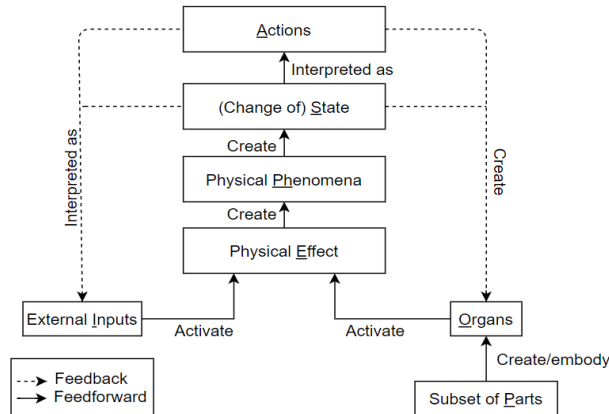 Actions
Interpreted as
(Change of) State
Create
Physical Phenomena
Create
Physical Effect
Interpreted as
Create
External Inputs
Activate
Activate
Organs
Create/embody
Subset of Parts
Feedback
Feedforward